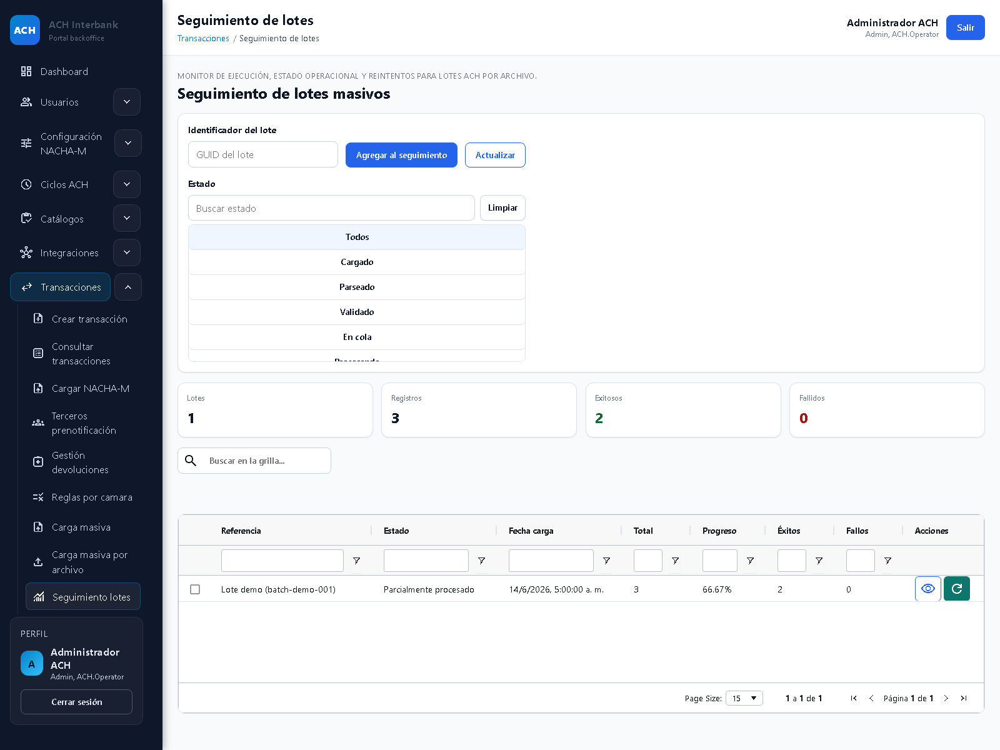 ACH
ACH Interbank
Portal backoffice
Dashboard
Usuarios
Configuración
NACHA-M
Ciclos ACH
Catálogos
Integraciones
Transacciones
Crear transacción
Consultar
transacciones
Cargar NACHA-M
Terceros
prenotificación
Gestión
devoluciones
Reglas por camara
Carga masiva
Carga masiva por
archivo
Seguimiento lotes
PERFIL
A
Administrador
ACH
Admin, ACH.Operator
Cerrar sesión
Seguimiento de lotes
Transacciones / Seguimiento de lotes
Administrador ACH
Admin, ACH.Operator
Salir
MONITOR DE EJECUCIÓN, ESTADO OPERACIONAL Y REINTENTOS PARA LOTES ACH POR ARCHIVO.
Seguimiento de lotes masivos
Identificador del lote
GUID del lote
Agregar al seguimiento
Actualizar
Estado
Buscar estado
Limpiar
Todos
Cargado
Parseado
Validado
En cola
Procesando
Lotes
1
Registros
3
Exitosos
2
Fallidos
0
Buscar en la grilla...
Referencia Estado Fecha carga Total Progreso Éxitos Fallos Acciones
Lote demo (batch-demo-001) Parcialmente procesado 14/6/2026, 5:00:00 a. m. 3 66.67% 2 0
Page Size: 15 1 a 1 de 1 Página 1 de 1